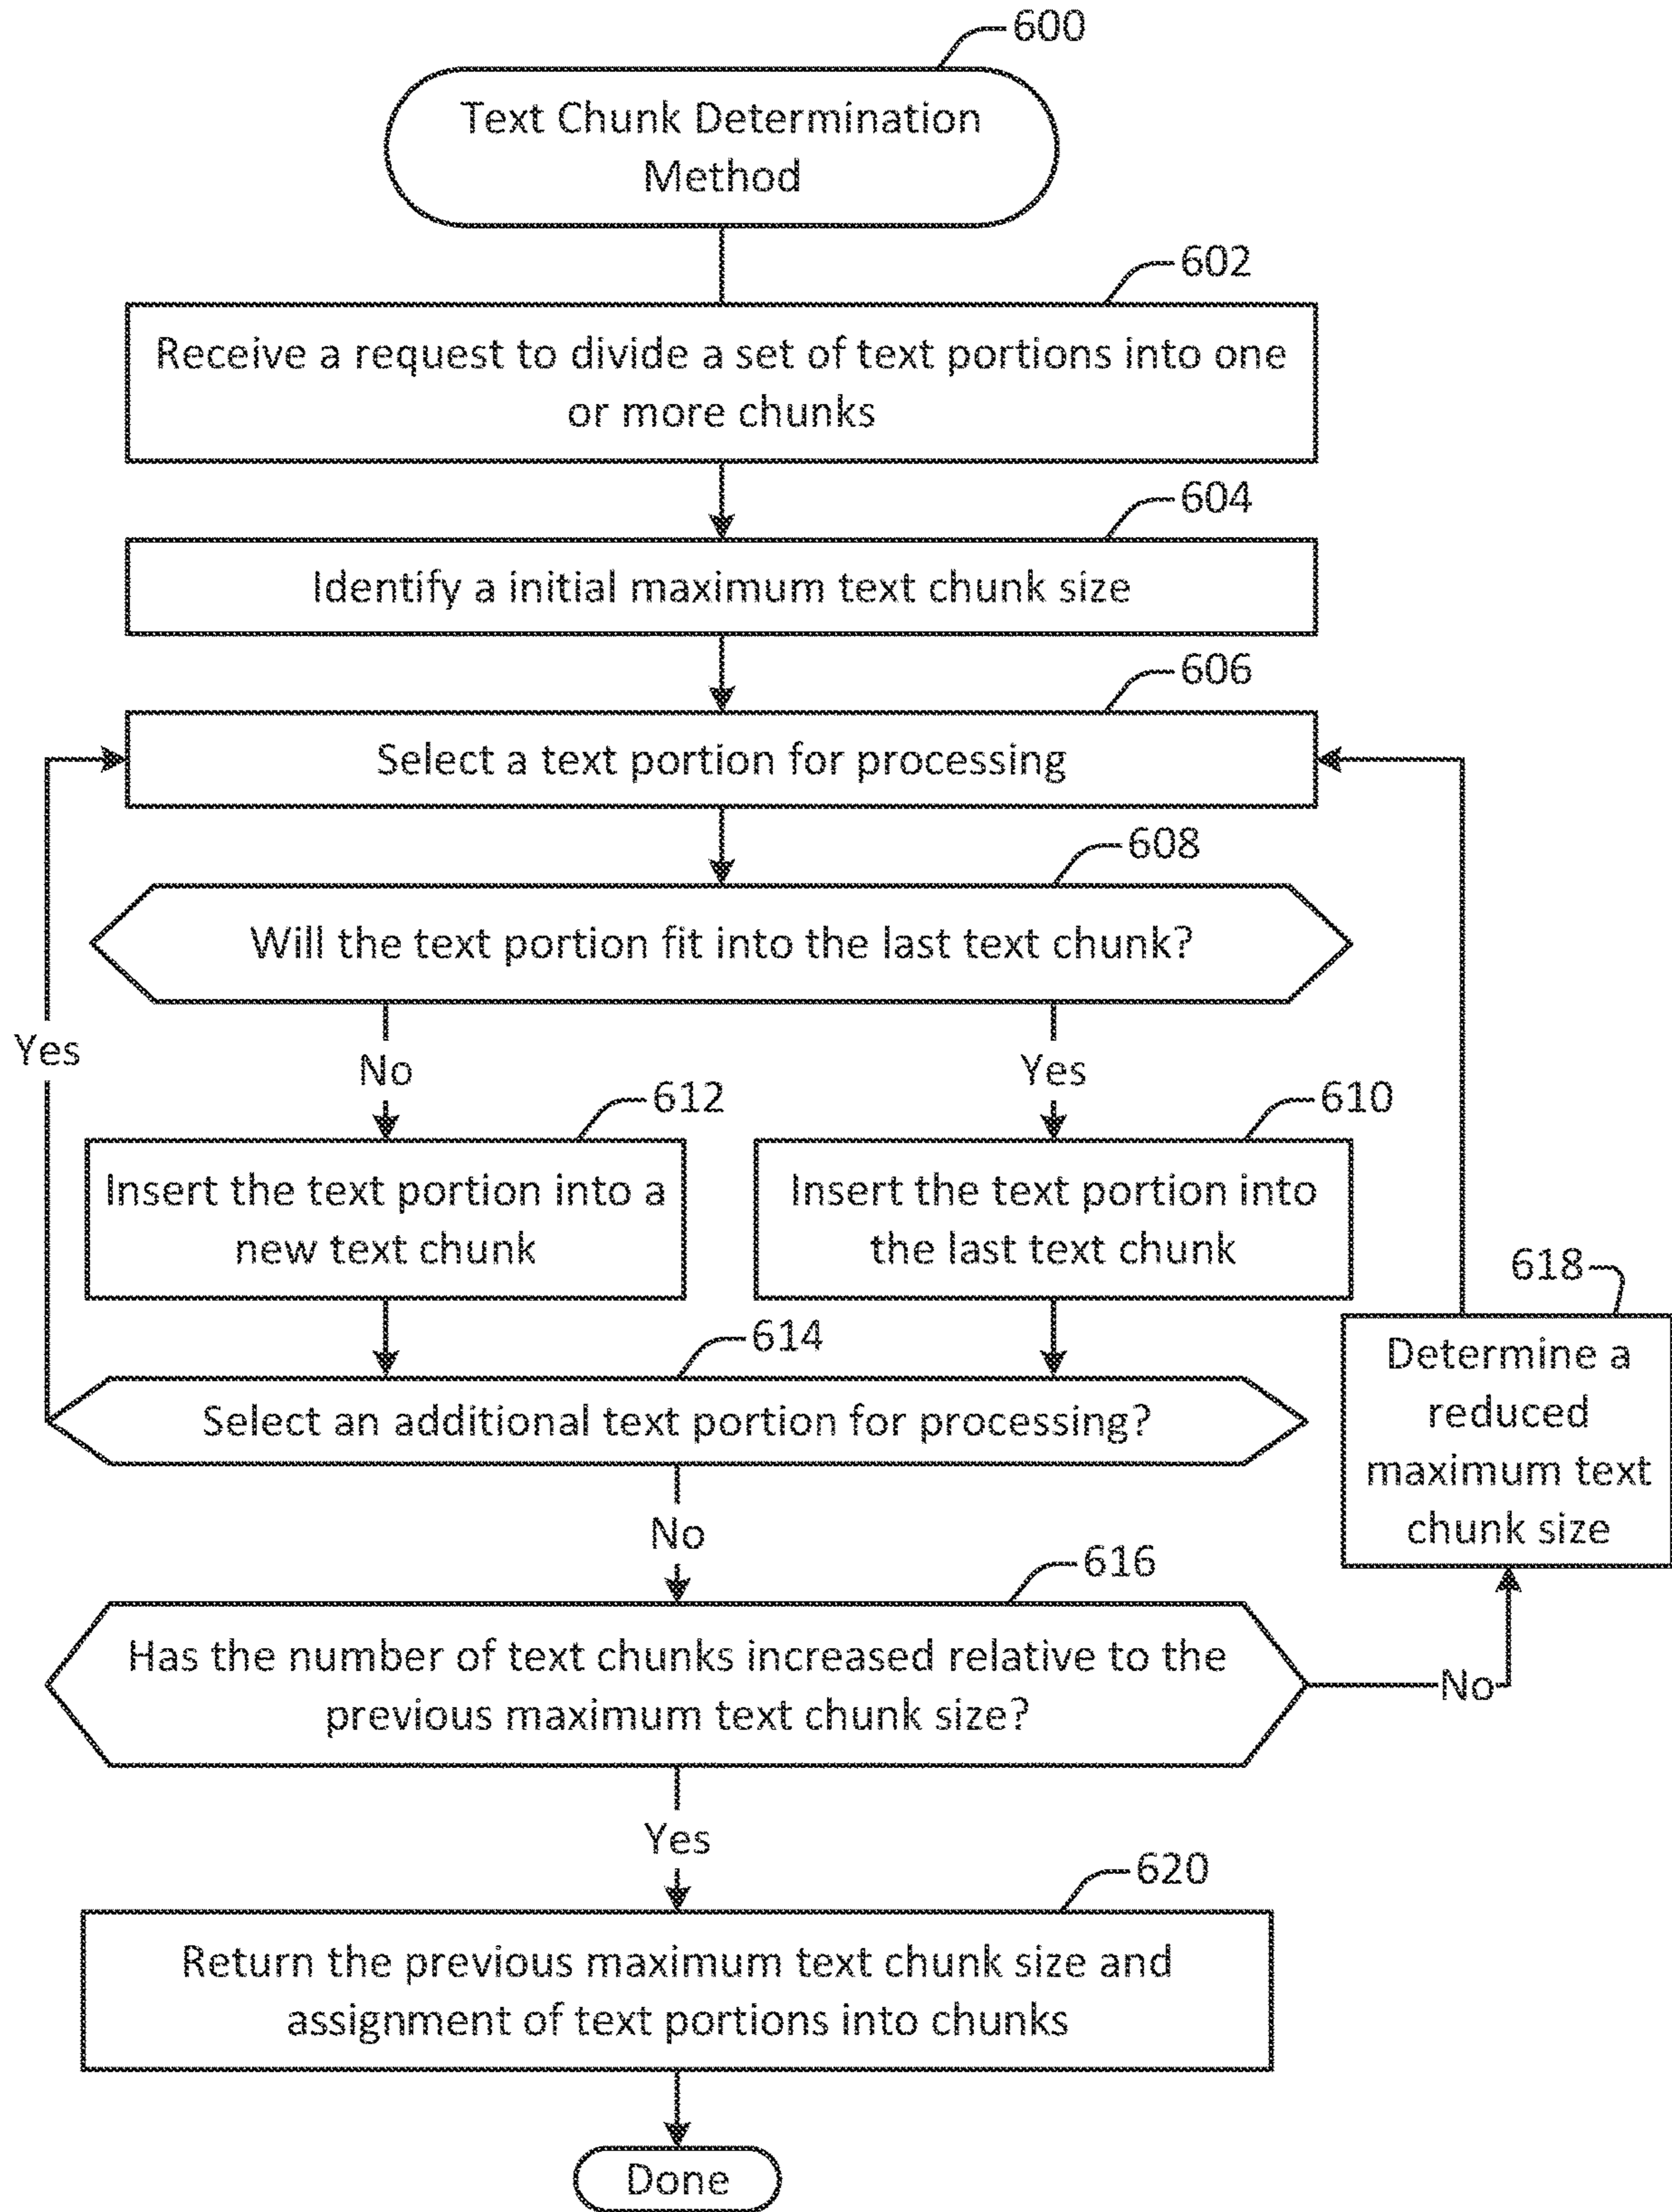 600
Text Chunk Determination
Method
602
Receive a request to divide a set of text portions into one
or more chunks
604
Identify a initial maximum text chunk size
606
Select a text portion for processing
608
Will the text portion fit into the last text chunk?
Yes
No
Yes
612
610
Insert the text portion into a
new text chunk
Insert the text portion into
the last text chunk
618
Determine a
reduced
maximum text
chunk size
614
Select an additional text portion for processing?
No
616
Has the number of text chunks increased relative to the
previous maximum text chunk size?
No
Yes
620
Return the previous maximum text chunk size and
assignment of text portions into chunks
Done